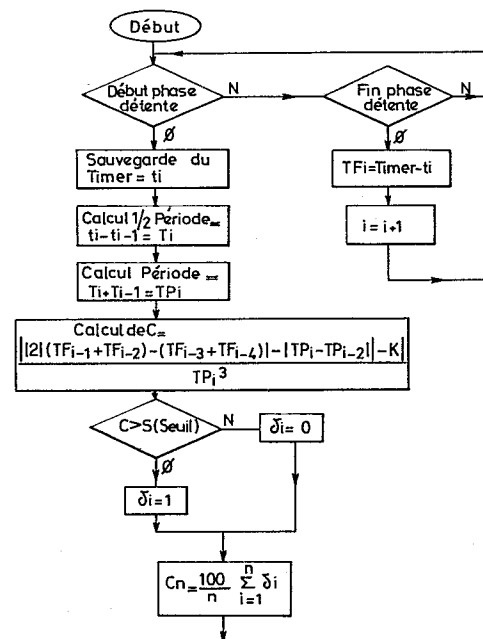 Début
Début phase
détente
N
Fin phase
détente
N
Ø
Ø
Sauvegarde du
Timer = ti
TFi=Timer-ti
Calcul 1/2 Période=
ti-ti-1= Ti
i = i+1
Calcul Période =
Ti+Ti-1=TPi
Calcul de C=
||2|(TFi-1+TFi-2)-(TFi-3+TFi-4)|-|TPi-TPi-2||-K|
TPi³
C>S(Seuil)
N
δi= 0
Ø
δi=1
Cn= 100/n n Σ i=1 δi